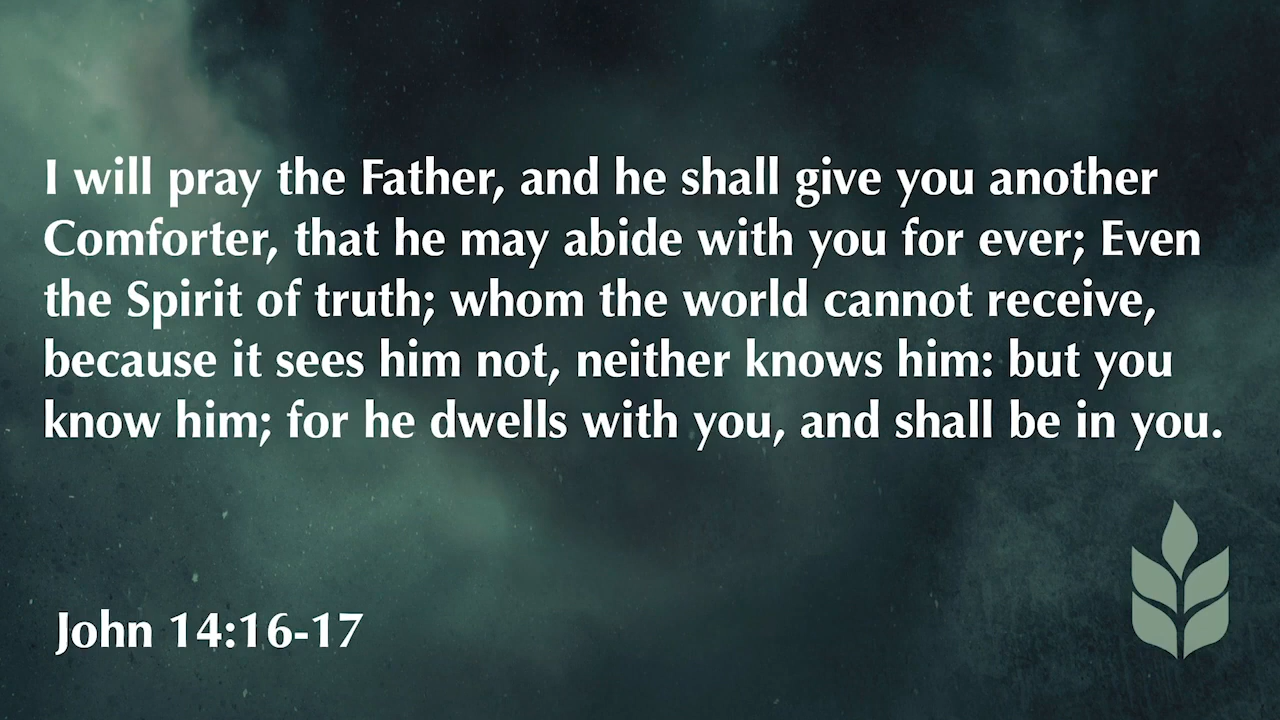 I will pray the Father, and he shall give you another
Comforter, that he may abide with you for ever; Even
the Spirit of truth; whom the world cannot receive,
because it sees him not, neither knows him: but you
know him; for he dwells with you, and shall be in you.
John 14:16-17